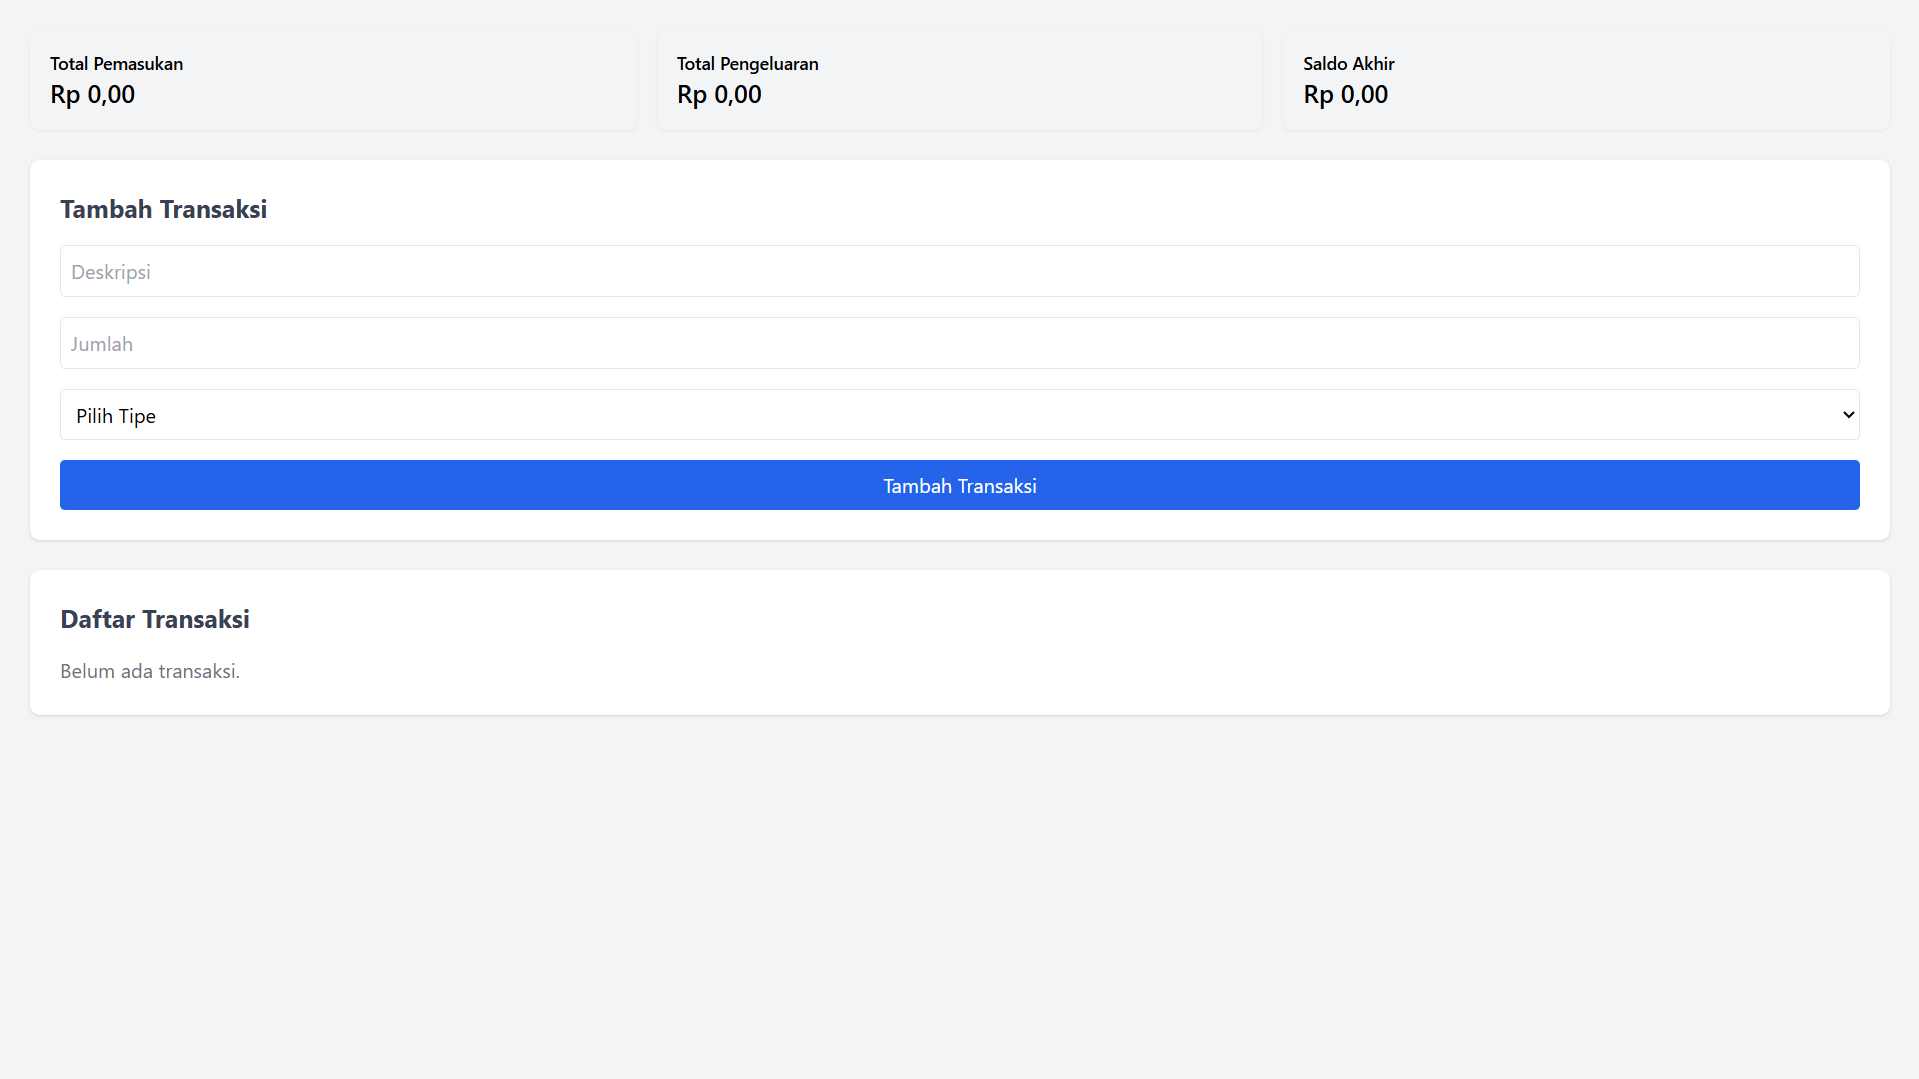 Total Pemasukan
Rp 0,00
Total Pengeluaran
Rp 0,00
Saldo Akhir
Rp 0,00
Tambah Transaksi
Deskripsi
Jumlah
Pilih Tipe
Tambah Transaksi
Daftar Transaksi
Belum ada transaksi.